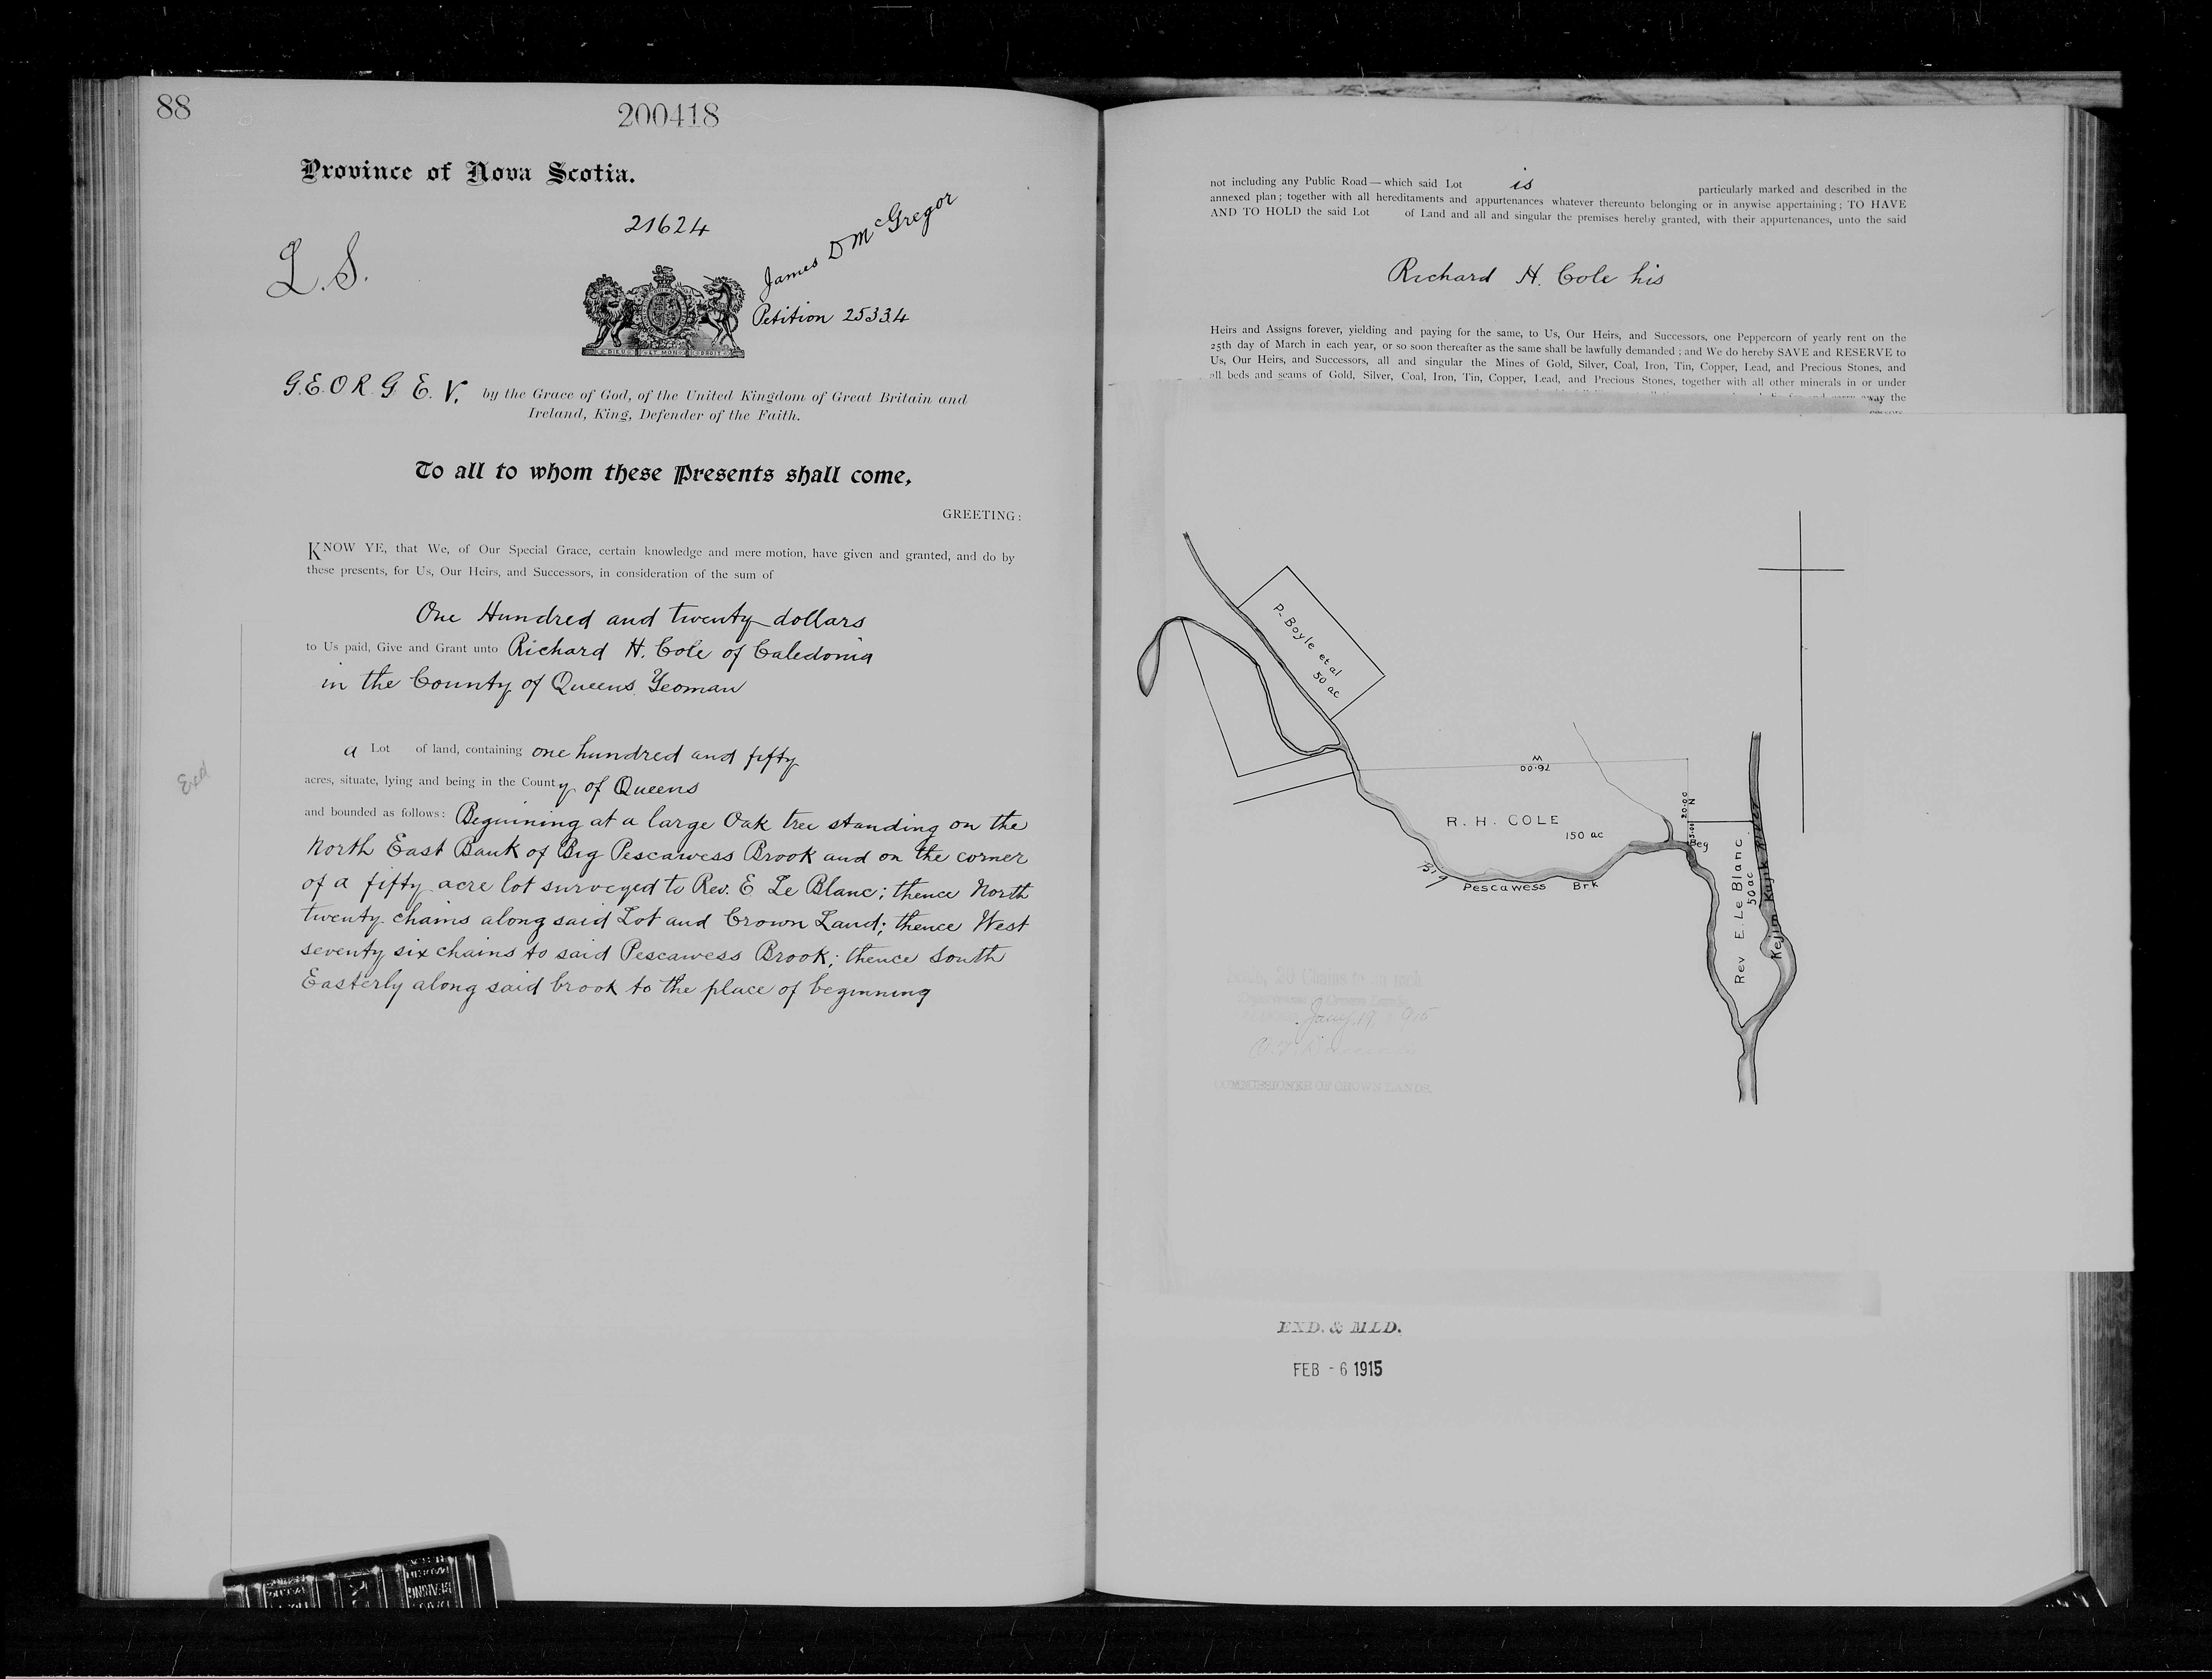 88
200418
Province of Nova Scotia.
21624
L. S.
James D McGregor
Petition 25334
DIEU ET MON DROIT
G.E.O.R.G.E. V. by the Grace of God, of the United Kingdom of Great Britain and
Ireland, King, Defender of the Faith.
To all to whom these Presents shall come,
GREETING:
KNOW YE, that We, of Our Special Grace, certain knowledge and mere motion, have given and granted, and do by
these presents, for Us, Our Heirs, and Successors, in consideration of the sum of
One Hundred and twenty dollars
to Us paid, Give and Grant unto Richard H. Cole of Caledonia
in the County of Queens Yeoman
a Lot of land, containing one hundred and fifty
Exd
acres, situate, lying and being in the County of Queens
and bounded as follows: Beginning at a large Oak tree standing on the
North East Bank of Big Pescawess Brook and on the corner
of a fifty acre lot surveyed to Rev. E Le Blanc; thence North
twenty chains along said Lot and Crown Land; thence West
seventy six chains to said Pescawess Brook; thence South
Easterly along said brook to the place of beginning
not including any Public Road — which said Lot is particularly marked and described in the
annexed plan; together with all hereditaments and appurtenances whatever thereunto belonging or in anywise appertaining; TO HAVE
AND TO HOLD the said Lot of Land and all and singular the premises hereby granted, with their appurtenances, unto the said
Richard H. Cole his
Heirs and Assigns forever, yielding and paying for the same, to Us, Our Heirs, and Successors, one Peppercorn of yearly rent on the
25th day of March in each year, or so soon thereafter as the same shall be lawfully demanded; and We do hereby SAVE and RESERVE to
Us, Our Heirs, and Successors, all and singular the Mines of Gold, Silver, Coal, Iron, Tin, Copper, Lead, and Precious Stones, and
all beds and seams of Gold, Silver, Coal, Iron, Tin, Copper, Lead, and Precious Stones, together with all other minerals in or under
away the
P. Boyle et al
50 ac
W
76.00
20.00
N
R. H. COLE
150 ac
5.00
Beg
Big Pescawess Brk
Rev E. Le Blanc
50 ac
Kejim Kujik River
20 Chains to an inch
Jany. 19 1915
COMMISSIONER OF CROWN LANDS.
EXD. & MLD.
FEB - 6 1915